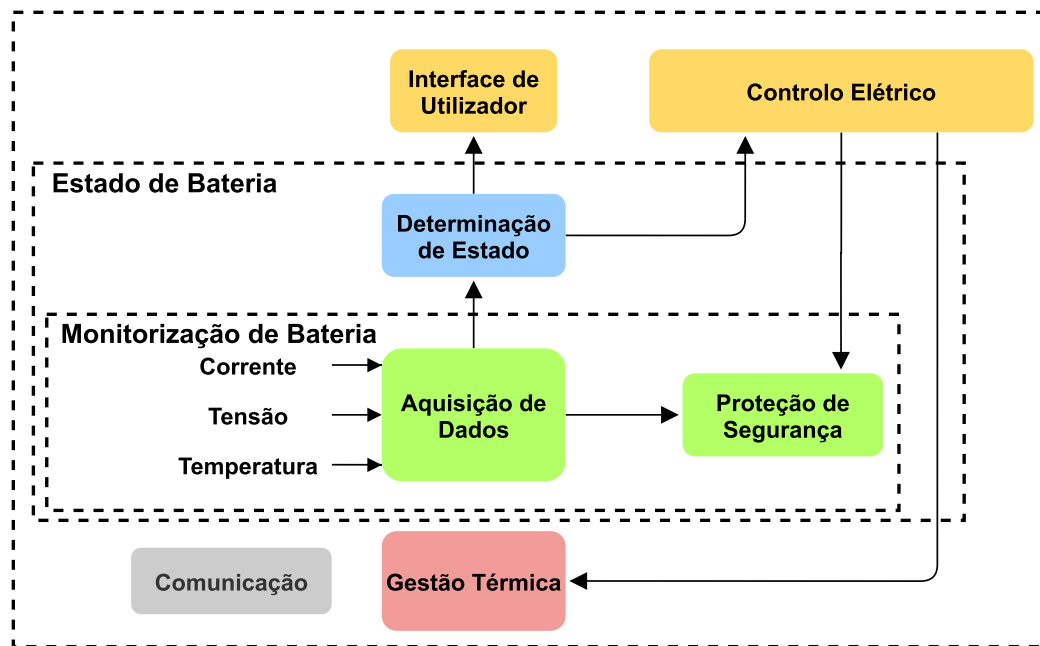 Interface de
Utilizador
Controlo Elétrico
Estado de Bateria
Determinação
de Estado
Monitorização de Bateria
Corrente
Tensão
Temperatura
Aquisição de
Dados
Proteção de
Segurança
Comunicação
Gestão Térmica